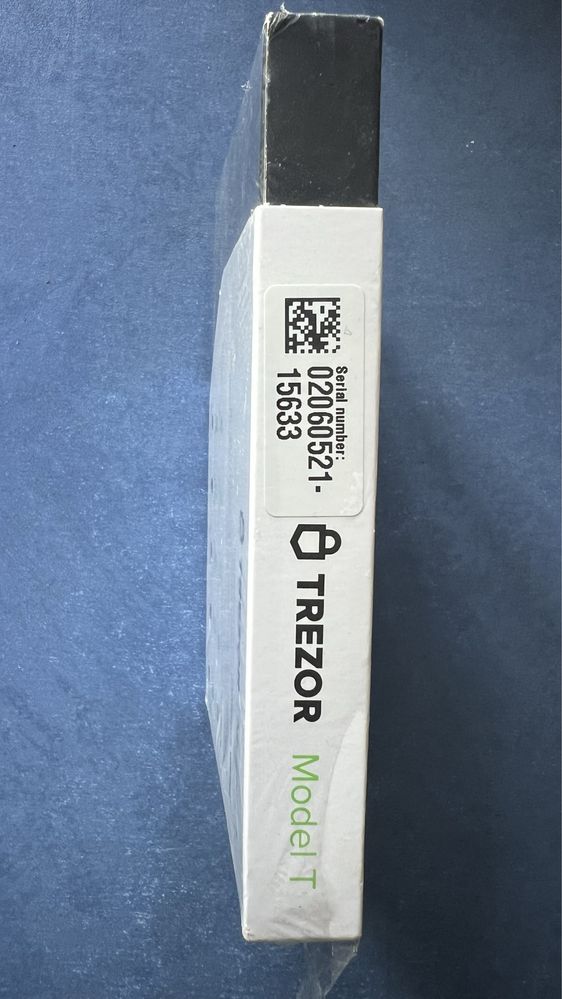 Serial number:
02060521-
15633
TREZOR Model T